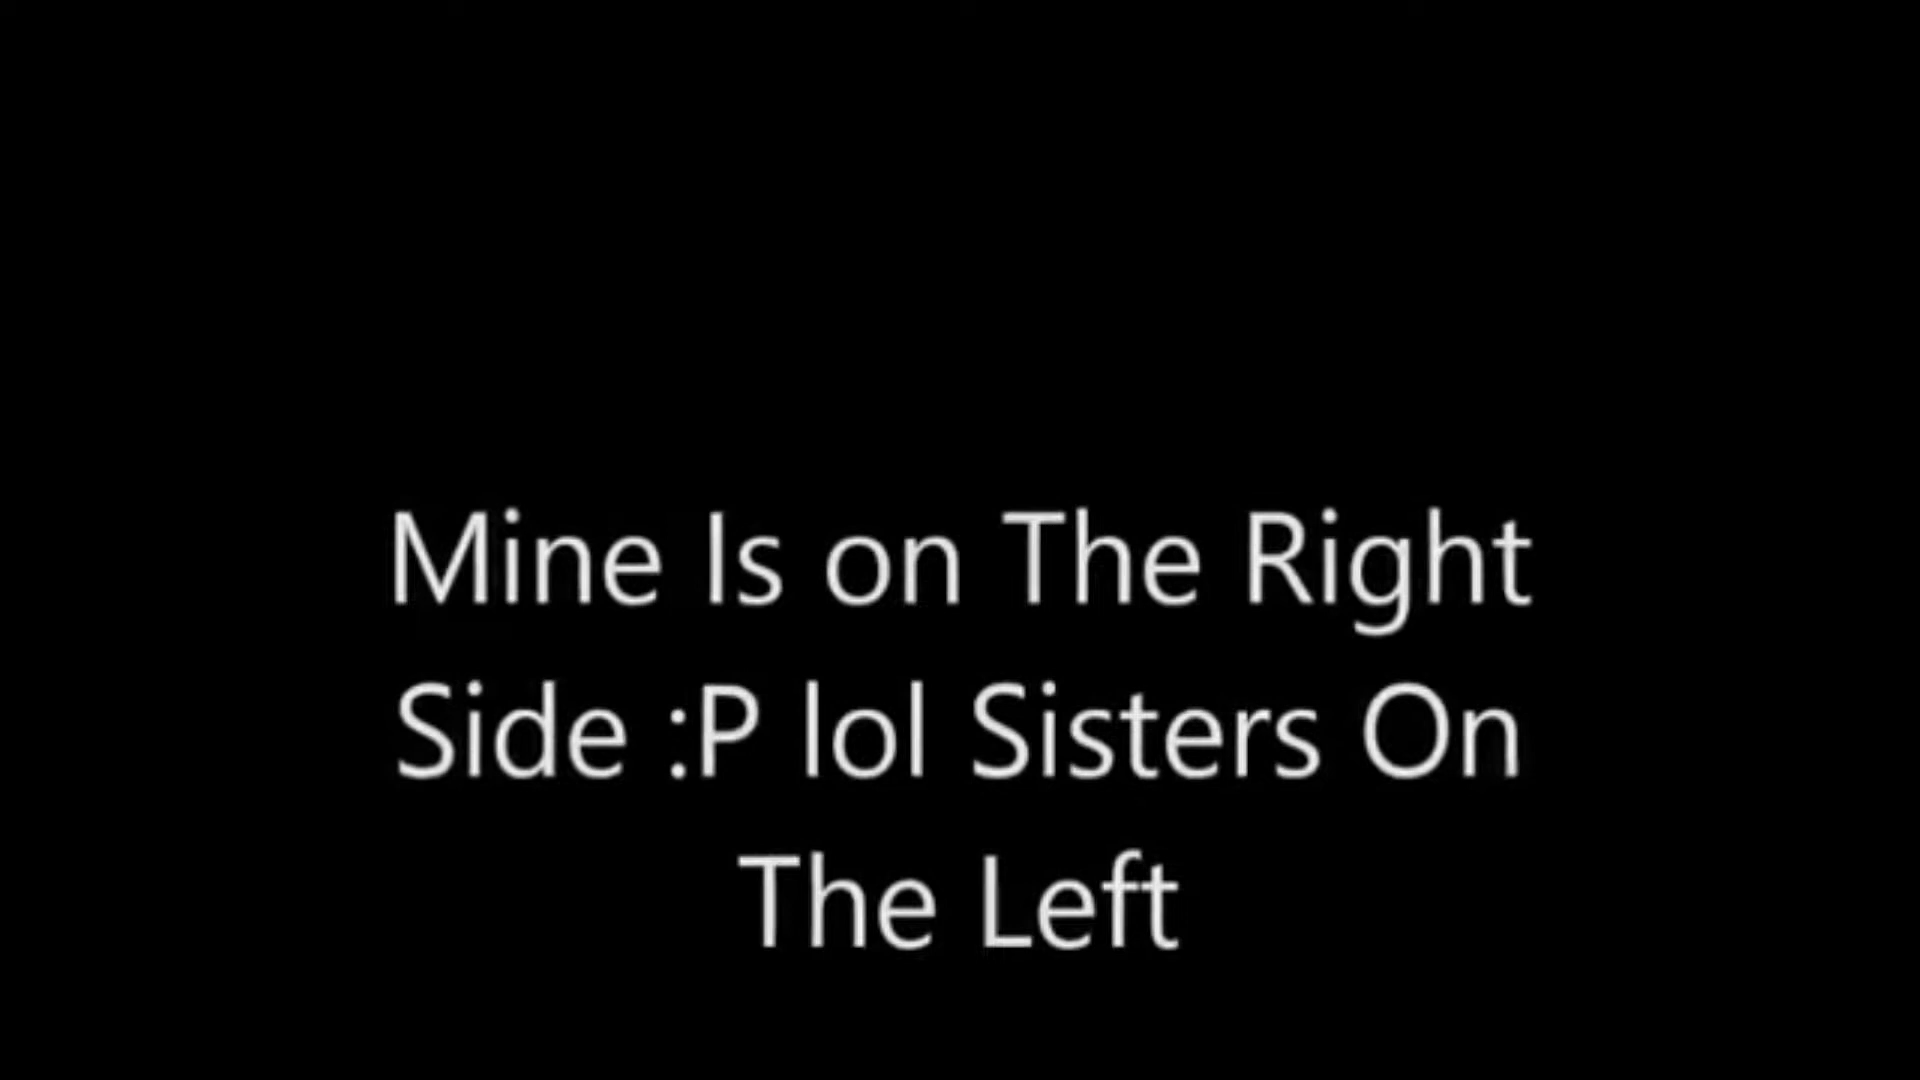 Mine Is on The Right
Side :P lol Sisters On
The Left